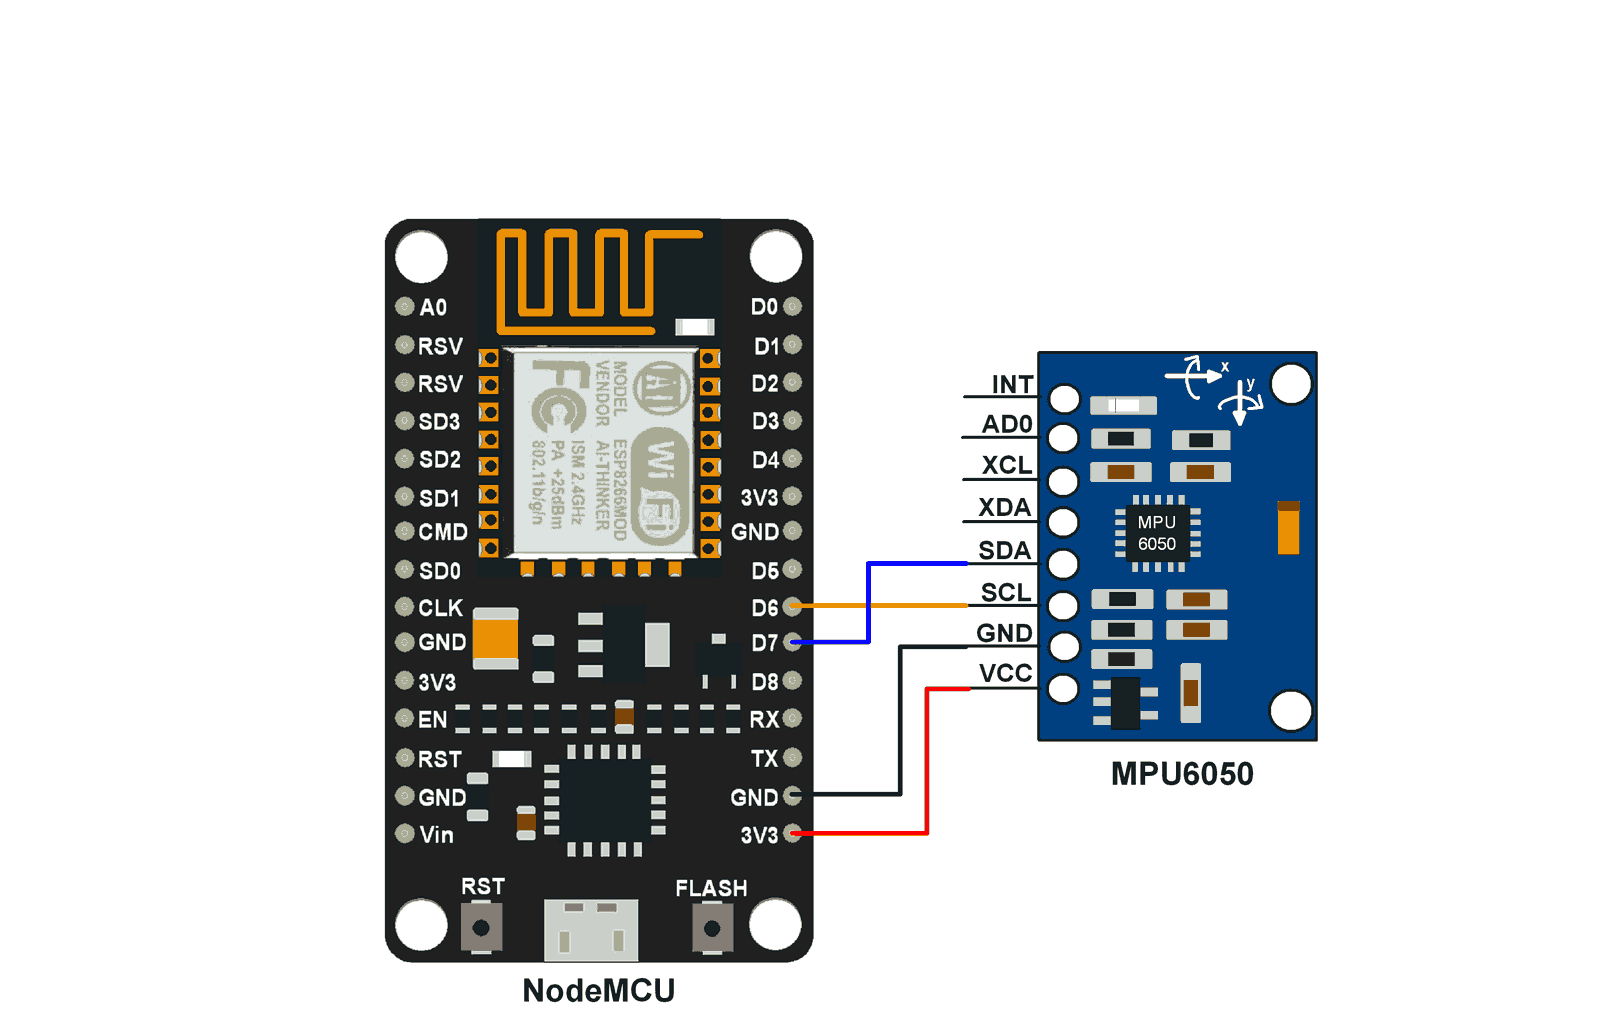 A0
RSV
RSV
SD3
SD2
SD1
CMD
SD0
CLK
GND
3V3
EN
RST
GND
Vin
D0
D1
D2
D3
D4
3V3
GND
D5
D6
D7
D8
RX
TX
GND
3V3
MODEL ESP8266MOD
VENDOR AI-THINKER
ISM 2.4GHz
PA +25dBm
802.11b/g/n
FC
AI
Wi Fi
RST
FLASH
NodeMCU
INT
AD0
XCL
XDA
SDA
SCL
GND
VCC
x
y
MPU
6050
MPU6050